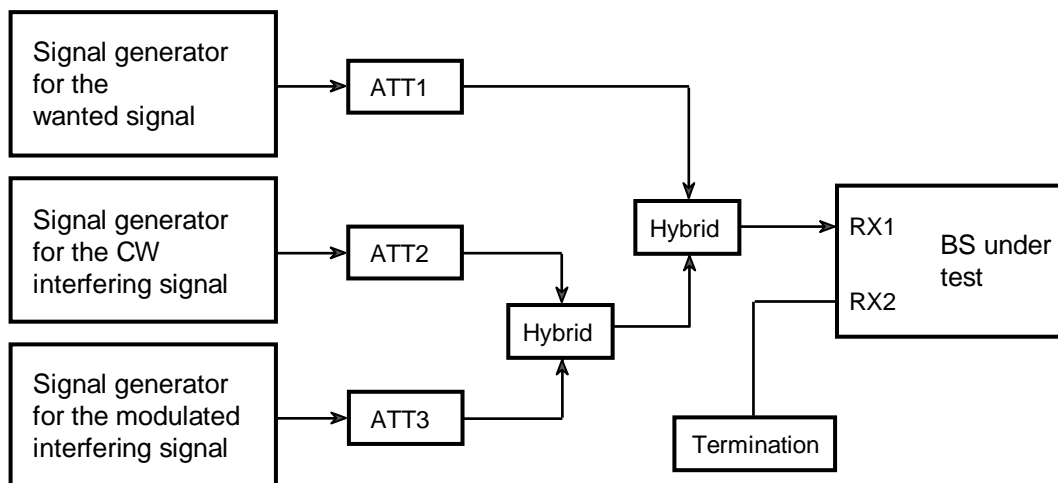 Signal generator
for the
wanted signal
ATT1
Signal generator
for the CW
interfering signal
ATT2
Hybrid
Signal generator
for the modulated
interfering signal
ATT3
Hybrid
RX1
RX2
BS under
test
Termination